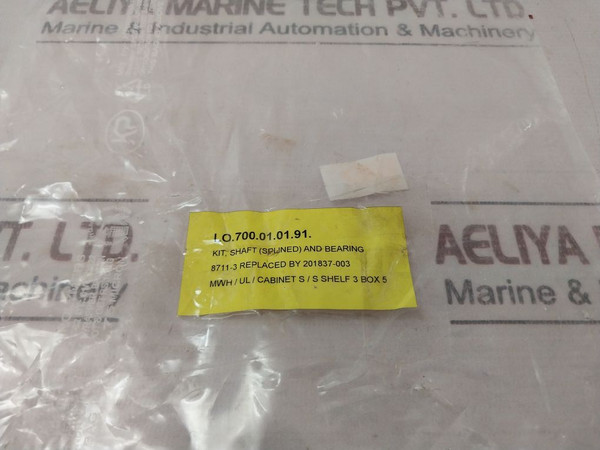 AELIYA MARINE TECH PVT. LTD.
Marine & Industrial Automation & Machinery
I.O.700.01.01.91.
KIT, SHAFT (SPLINED) AND BEARING
8711-3 REPLACED BY 201837-003
MWH / UL / CABINET S / S SHELF 3 BOX 5
T. LTD.
achinery
AELIYA
Marine &